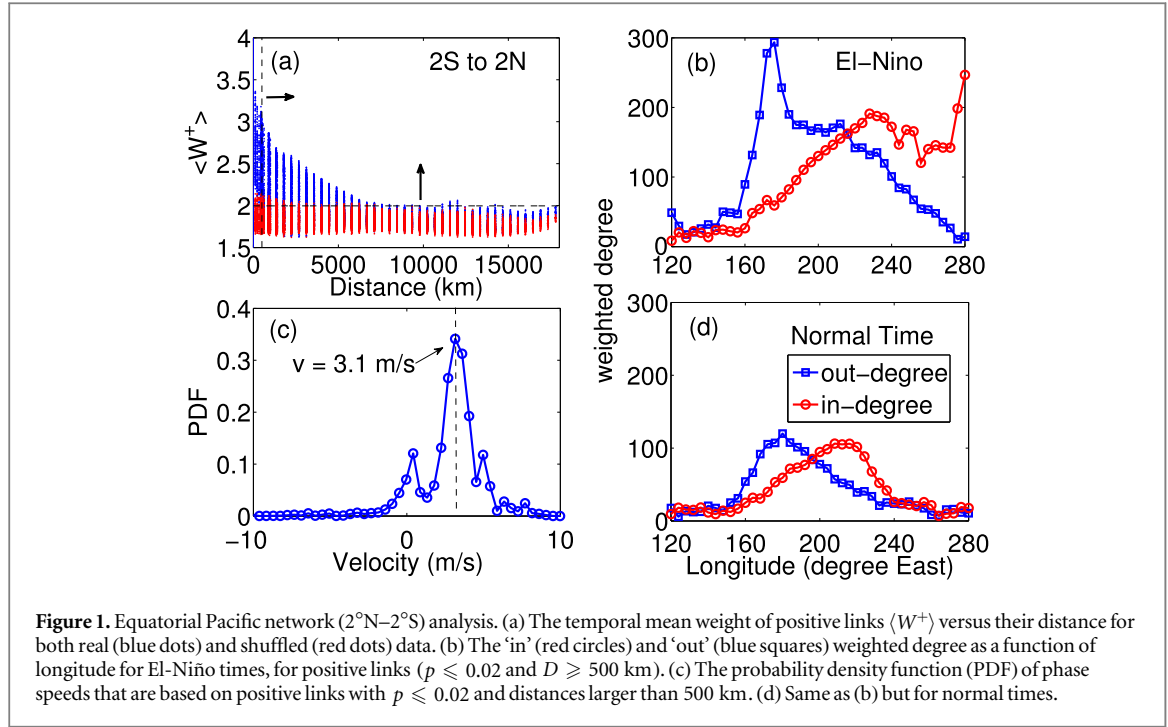 4
3.5
3
2.5
2
1.5
<W+>
(a)
2S to 2N
0
5000
10000
15000
Distance (km)
300
200
100
0
(b)
El-Nino
120
160
200
240
280
weighted degree
0.4
0.3
0.2
0.1
0
PDF
(c)
v = 3.1 m/s
-10
0
10
Velocity (m/s)
300
200
100
0
(d)
Normal Time
out-degree
in-degree
120
160
200
240
280
Longitude (degree East)
Figure 1. Equatorial Pacific network (2°N–2°S) analysis. (a) The temporal mean weight of positive links ⟨W+⟩ versus their distance for
both real (blue dots) and shuffled (red dots) data. (b) The ‘in’ (red circles) and ‘out’ (blue squares) weighted degree as a function of
longitude for El-Niño times, for positive links (p ⩽ 0.02 and D ⩾ 500 km). (c) The probability density function (PDF) of phase
speeds that are based on positive links with p ⩽ 0.02 and distances larger than 500 km. (d) Same as (b) but for normal times.